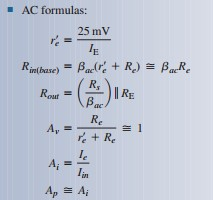 ■ AC formulas:
r′e = 25 mV / IE
Rin(base) = βac(r′e + Re) ≅ βacRe
Rout = (Rs / βac) ∥ RE
Av = Re / (r′e + Re) ≅ 1
Ai = Ie / Iin
Ap ≅ Ai